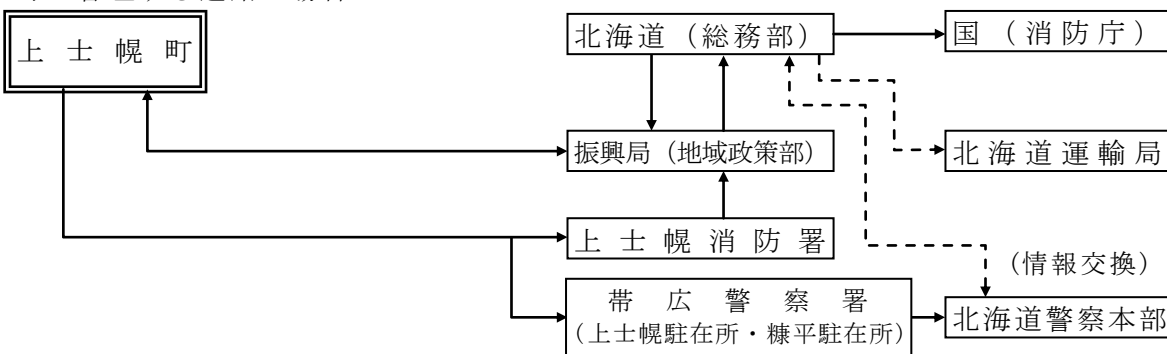 上士幌町
北海道（総務部）
国（消防庁）
振興局（地域政策部）
北海道運輸局
上士幌消防署
（情報交換）
帯広警察署
（上士幌駐在所・糠平駐在所）
北海道警察本部